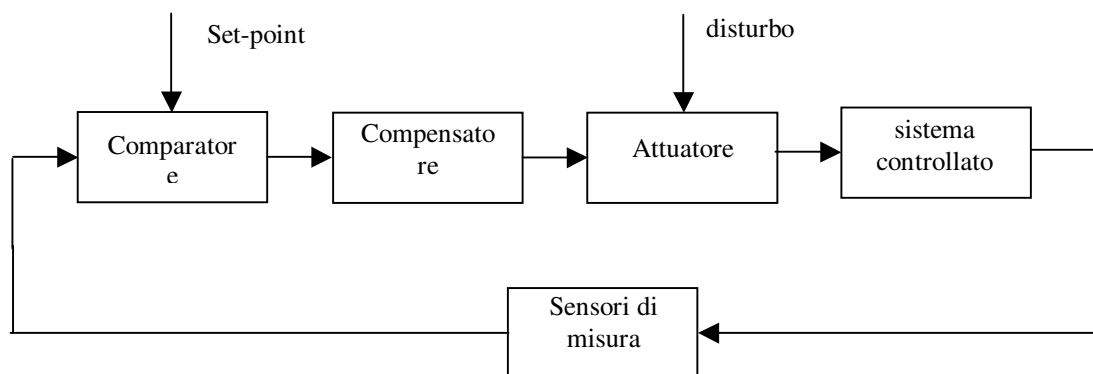 Set-point
disturbo
Comparator
e
Compensato
re
Attuatore
sistema
controllato
Sensori di
misura